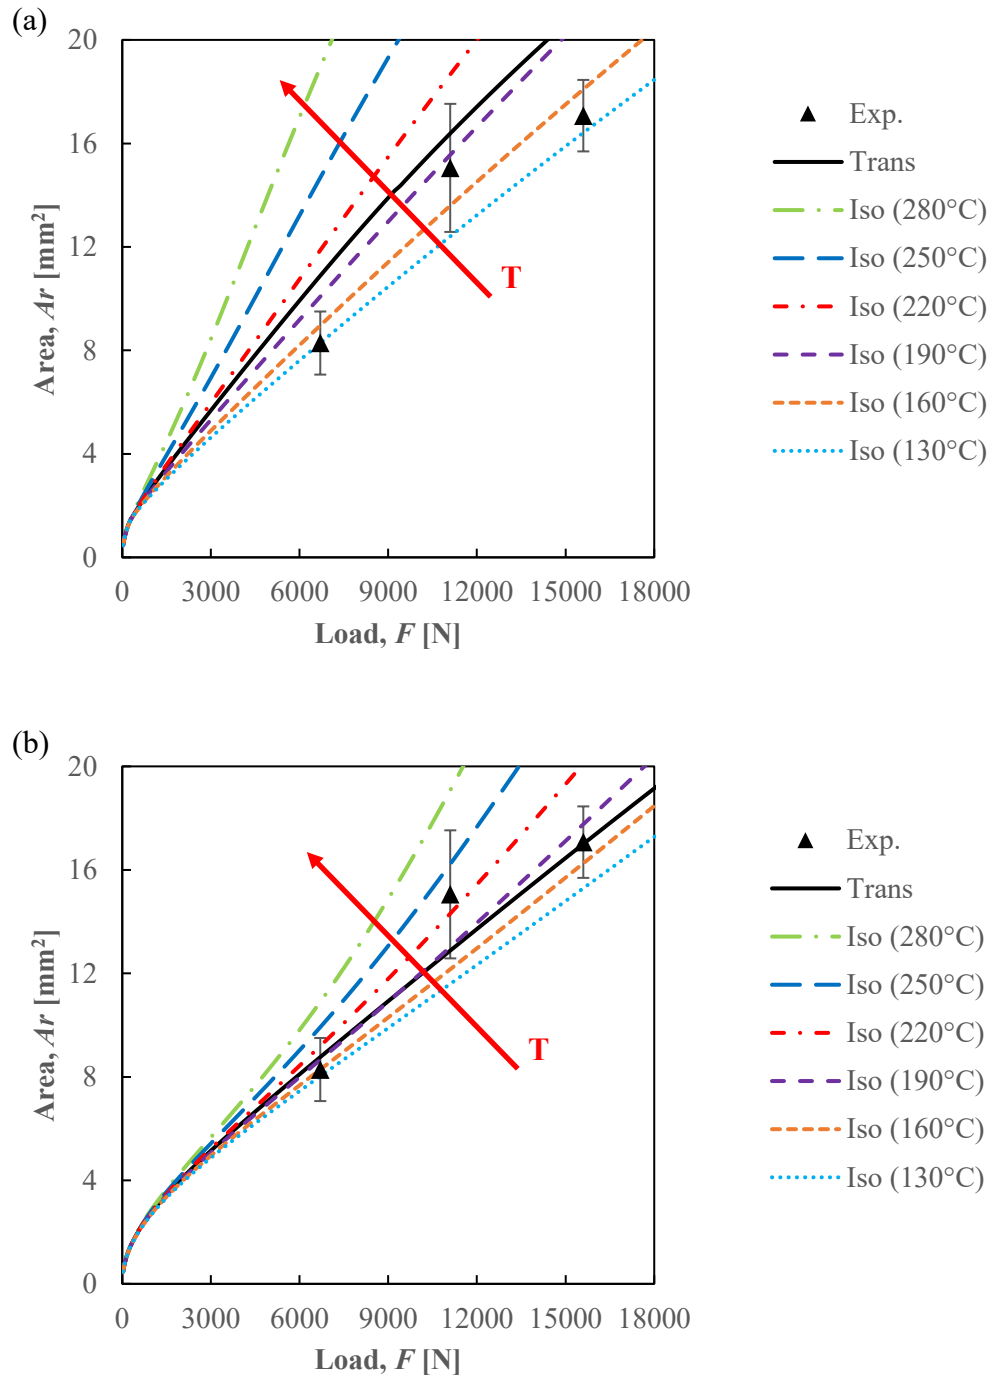 (a)
20
16
12
8
4
0
Area, Ar [mm²]
0 3000 6000 9000 12000 15000 18000
Load, F [N]
T
Exp.
Trans
Iso (280°C)
Iso (250°C)
Iso (220°C)
Iso (190°C)
Iso (160°C)
Iso (130°C)
(b)
20
16
12
8
4
0
Area, Ar [mm²]
0 3000 6000 9000 12000 15000 18000
Load, F [N]
T
Exp.
Trans
Iso (280°C)
Iso (250°C)
Iso (220°C)
Iso (190°C)
Iso (160°C)
Iso (130°C)